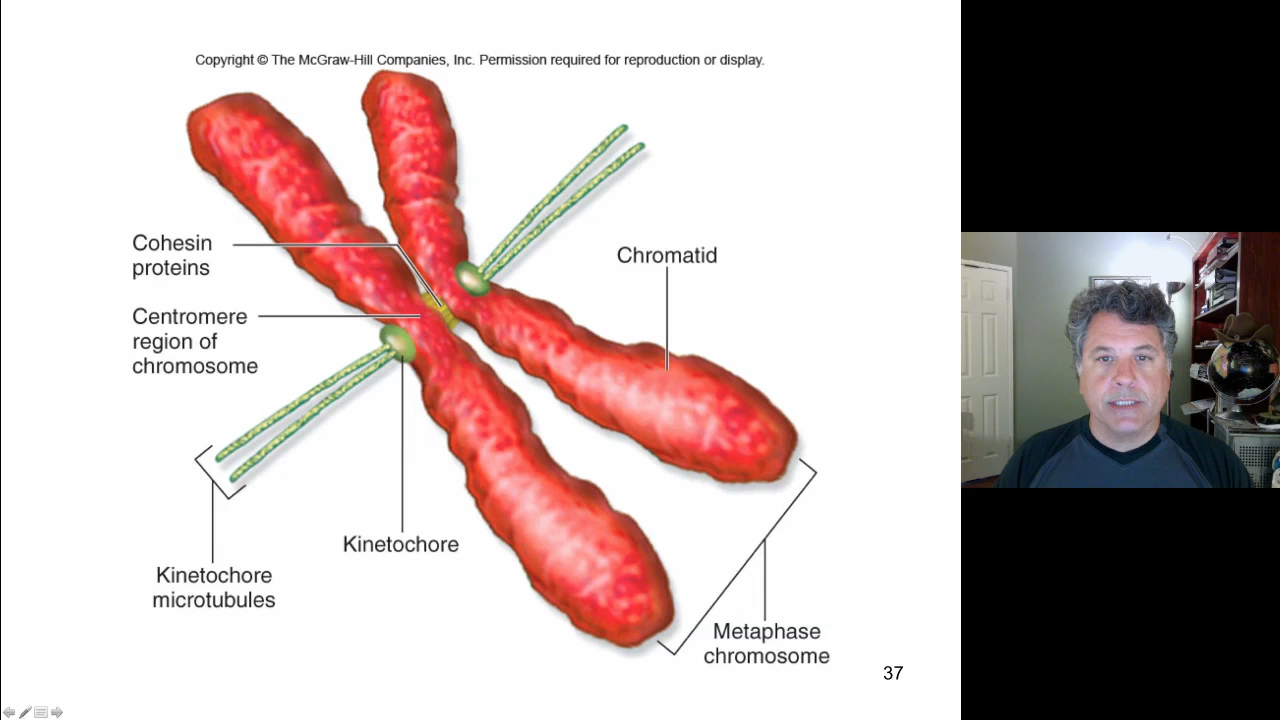 Copyright © The McGraw-Hill Companies, Inc. Permission required for reproduction or display.
Cohesin
proteins
Centromere
region of
chromosome
Chromatid
Kinetochore
Kinetochore
microtubules
Metaphase
chromosome
37